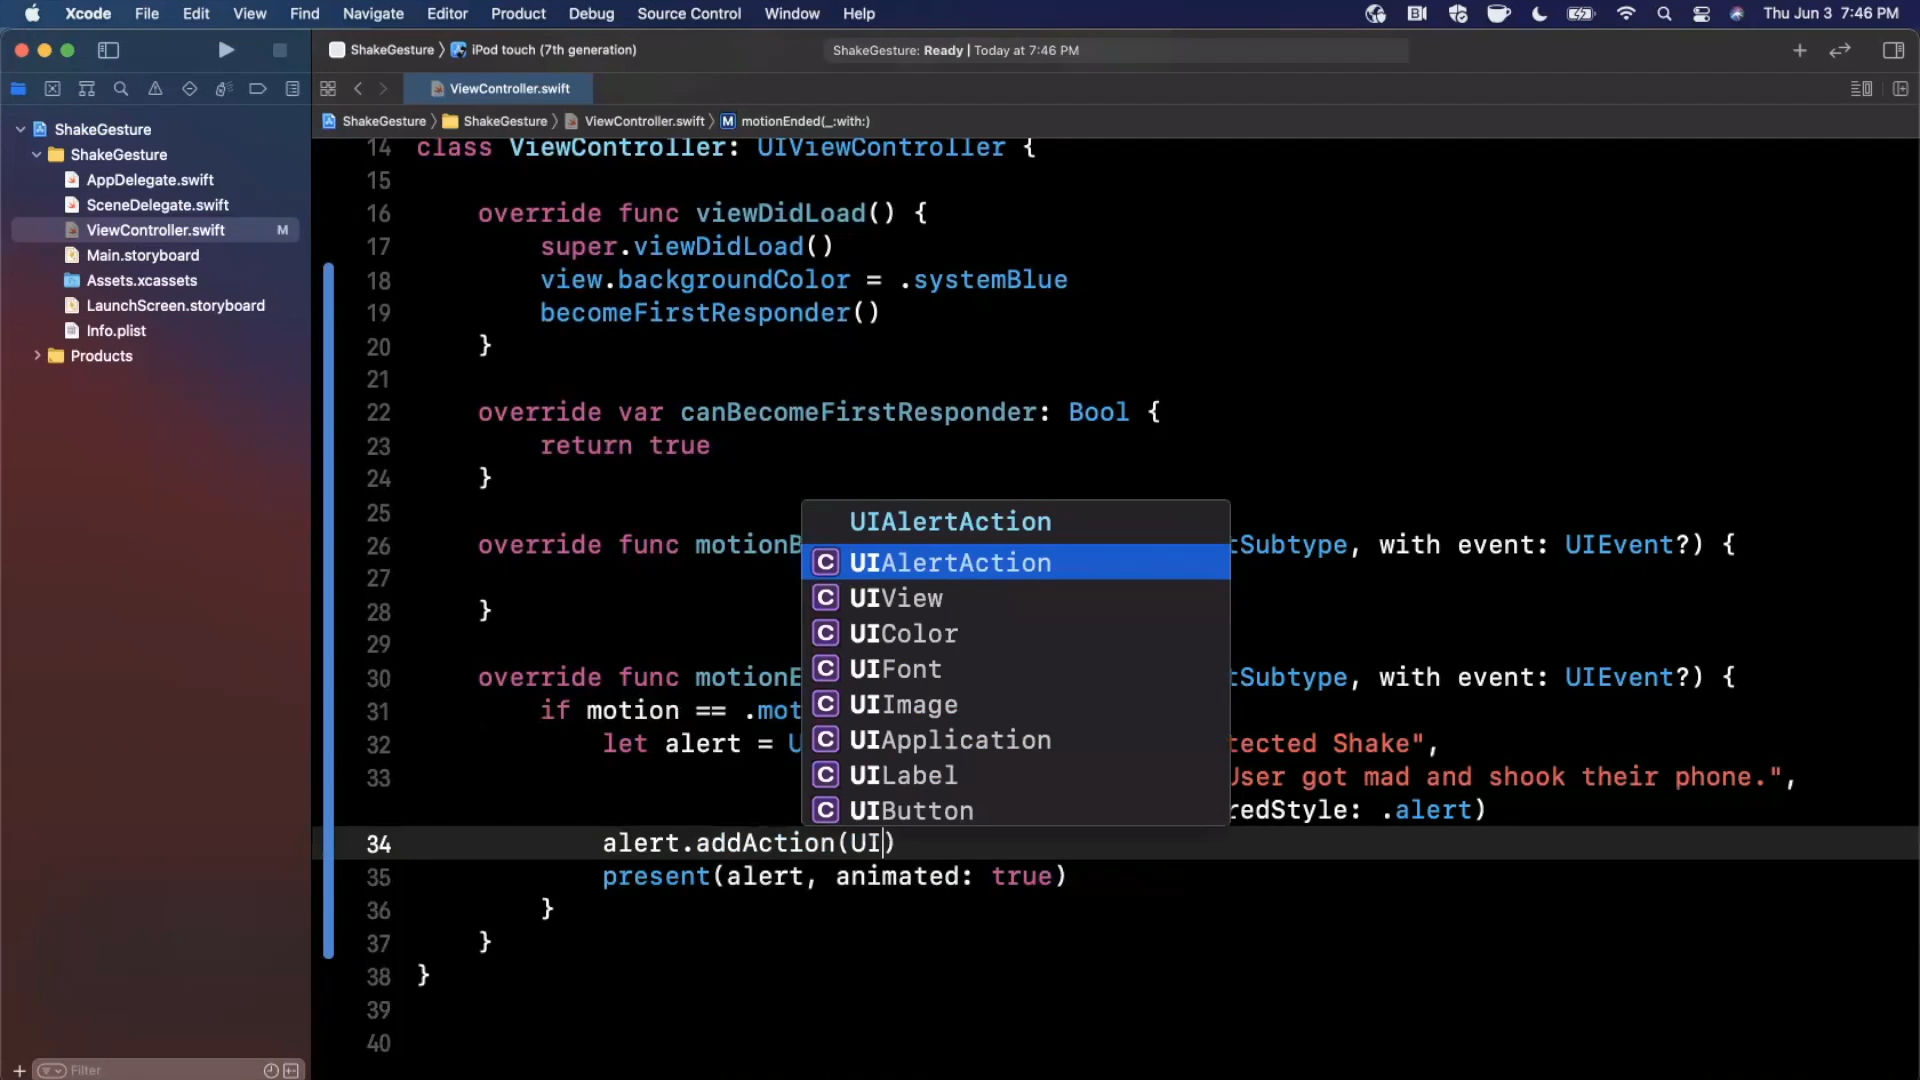 Xcode File Edit View Find Navigate Editor Product Debug Source Control Window Help Thu Jun 3 7:46 PM
ShakeGesture 〉 iPod touch (7th generation) ShakeGesture: Ready | Today at 7:46 PM
ViewController.swift
ShakeGesture 〉 ShakeGesture 〉 ViewController.swift 〉 M motionEnded(_:with:)
ShakeGesture
ShakeGesture
AppDelegate.swift
SceneDelegate.swift
ViewController.swift M
Main.storyboard
Assets.xcassets
LaunchScreen.storyboard
Info.plist
Products
Filter
14 class ViewController: UIViewController {
15
16 override func viewDidLoad() {
17 super.viewDidLoad()
18 view.backgroundColor = .systemBlue
19 becomeFirstResponder()
20 }
21
22 override var canBecomeFirstResponder: Bool {
23 return true
24 }
25
26 override func motionB tSubtype, with event: UIEvent?) {
27
28 }
29
30 override func motionE tSubtype, with event: UIEvent?) {
31 if motion == .mot
32 let alert = U tected Shake",
33 User got mad and shook their phone.",
redStyle: .alert)
34 alert.addAction(UI)
35 present(alert, animated: true)
36 }
37 }
38 }
39
40
UIAlertAction
C UIAlertAction
C UIView
C UIColor
C UIFont
C UIImage
C UIApplication
C UILabel
C UIButton